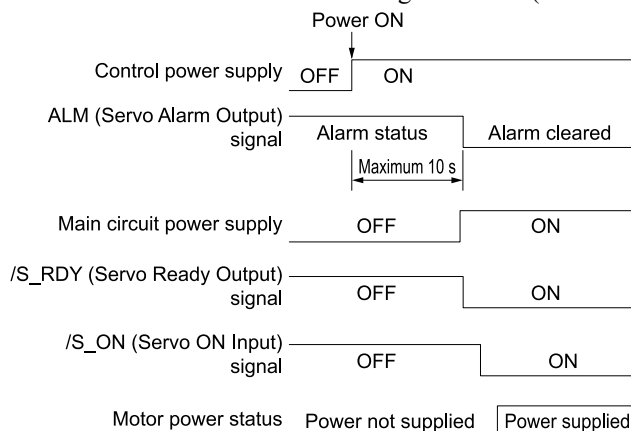 Power ON
Control power supply OFF ON
ALM (Servo Alarm Output)
signal
Alarm status Alarm cleared
Maximum 10 s
Main circuit power supply OFF ON
/S_RDY (Servo Ready Output)
signal
OFF ON
/S_ON (Servo ON Input)
signal
OFF ON
Motor power status Power not supplied Power supplied